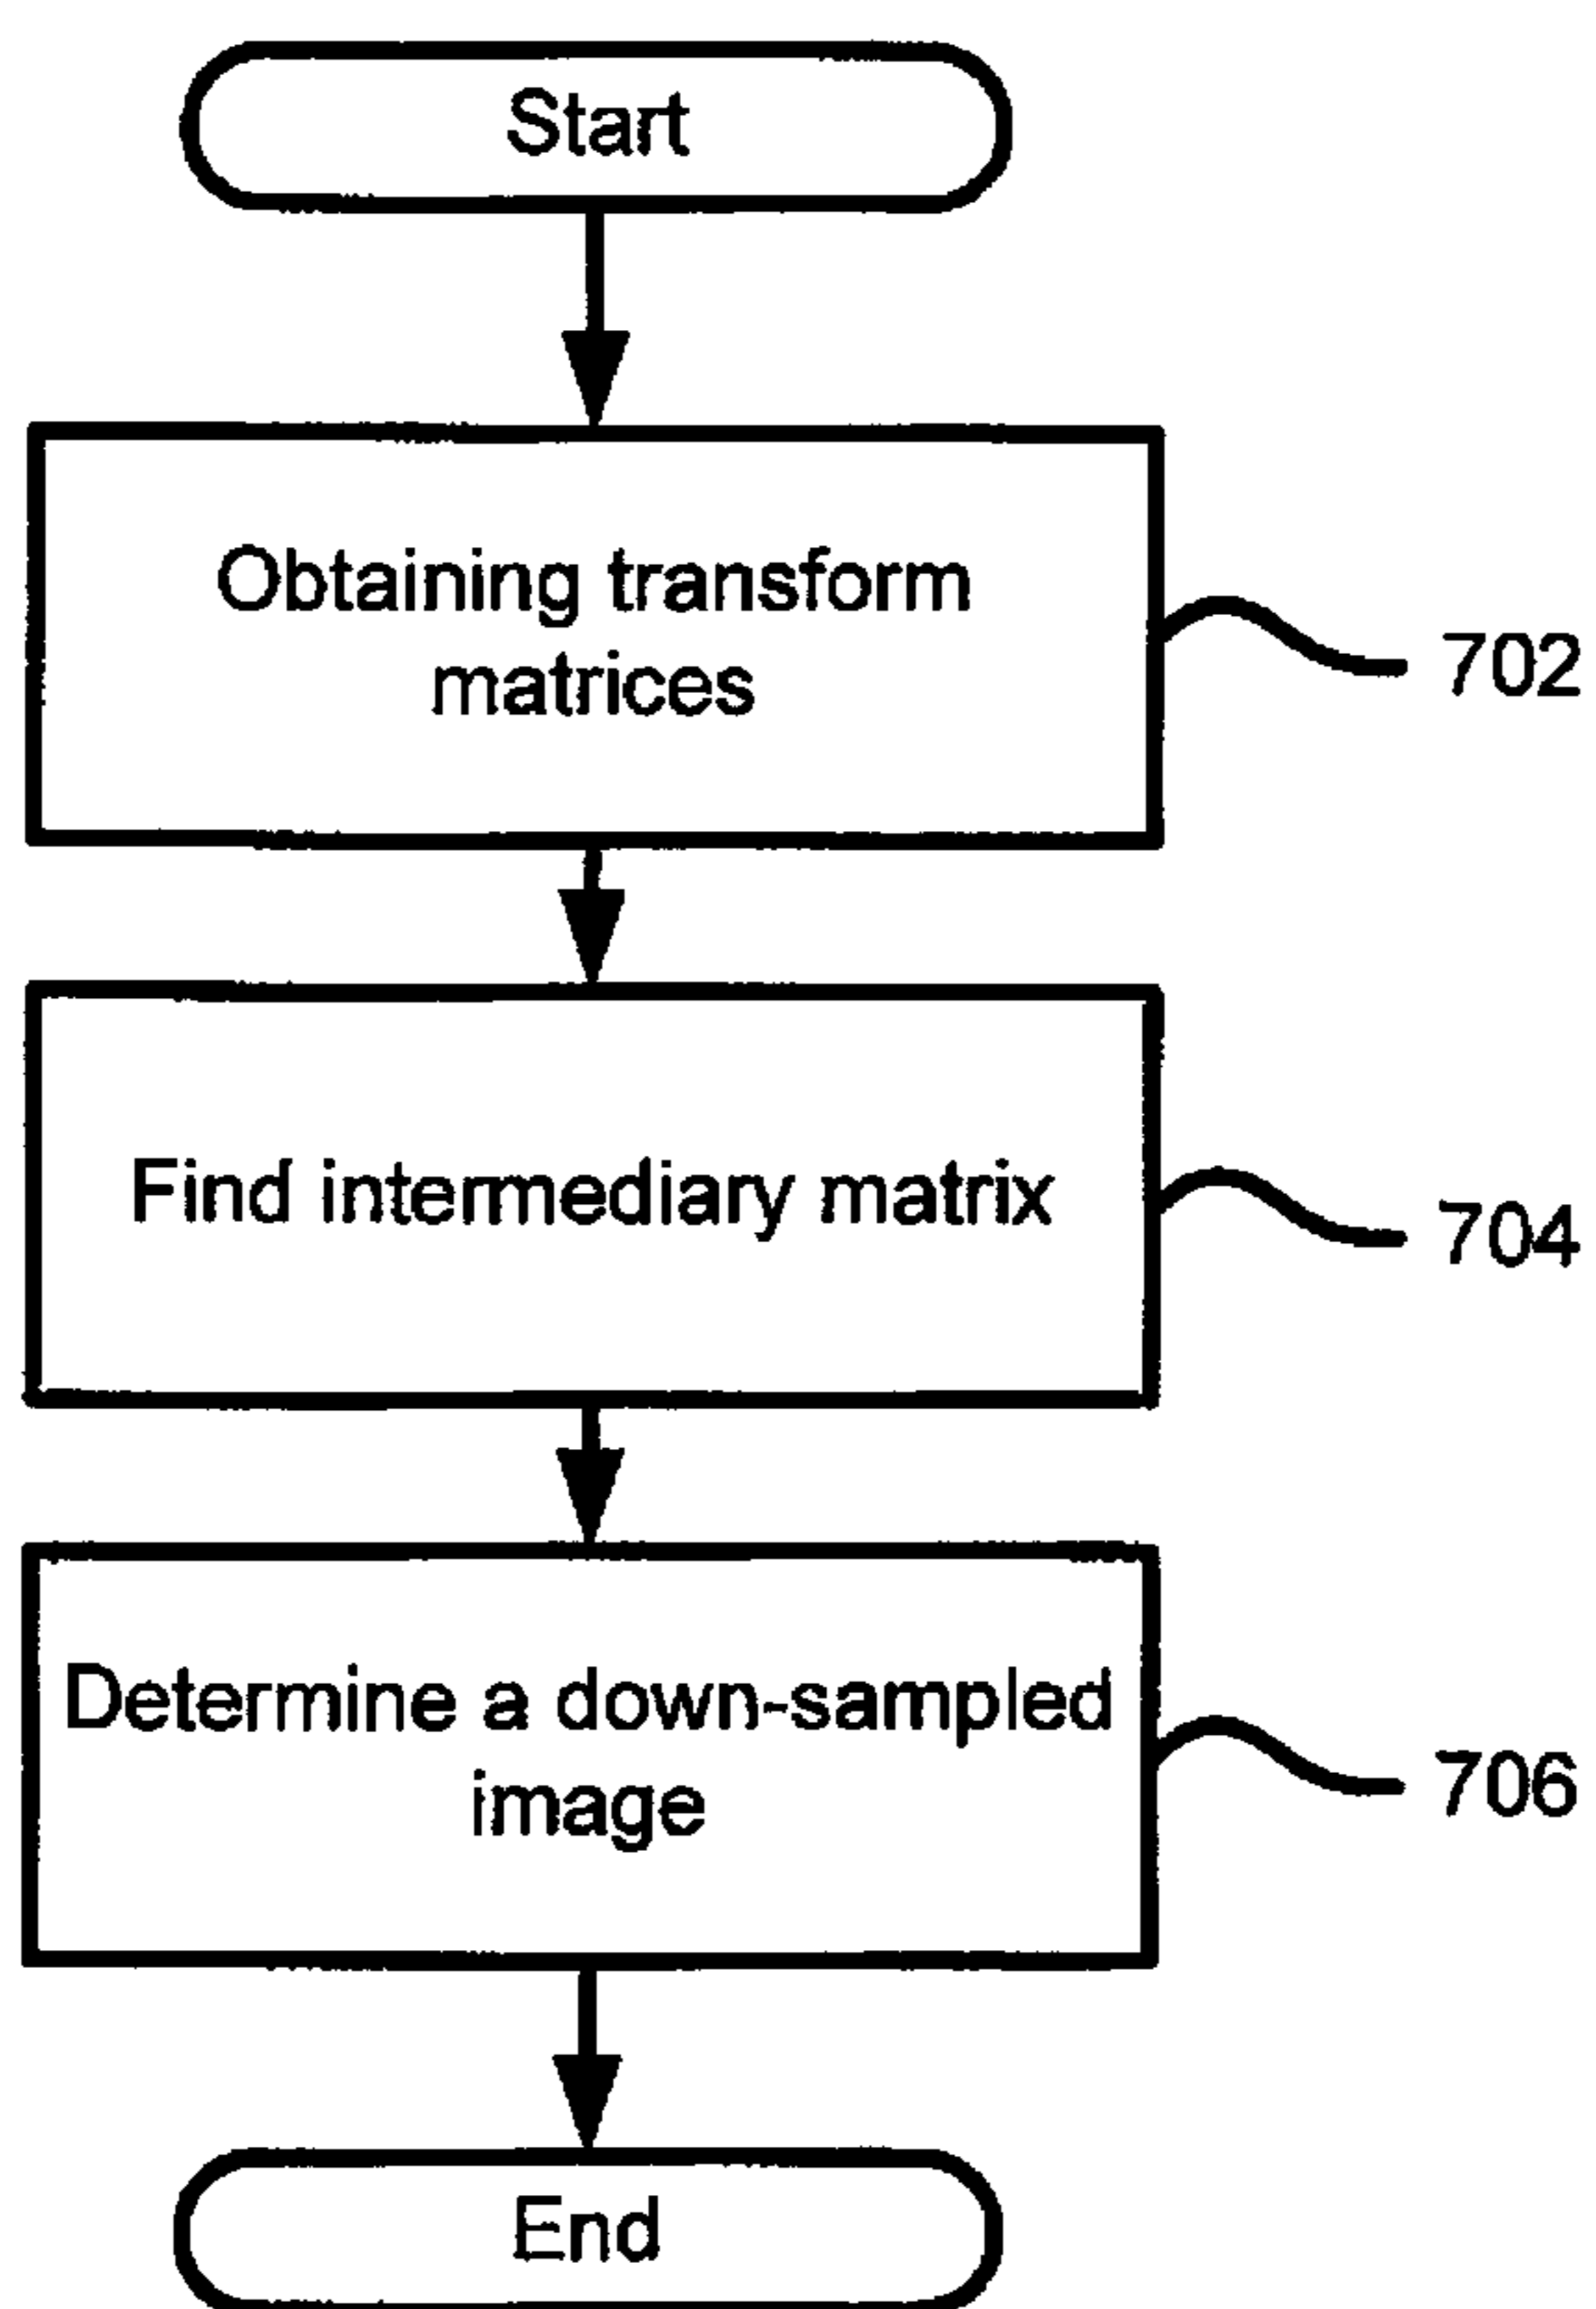 Start
Obtaining transform
matrices
702
Find intermediary matrix
704
Determine a down-sampled
image
706
End